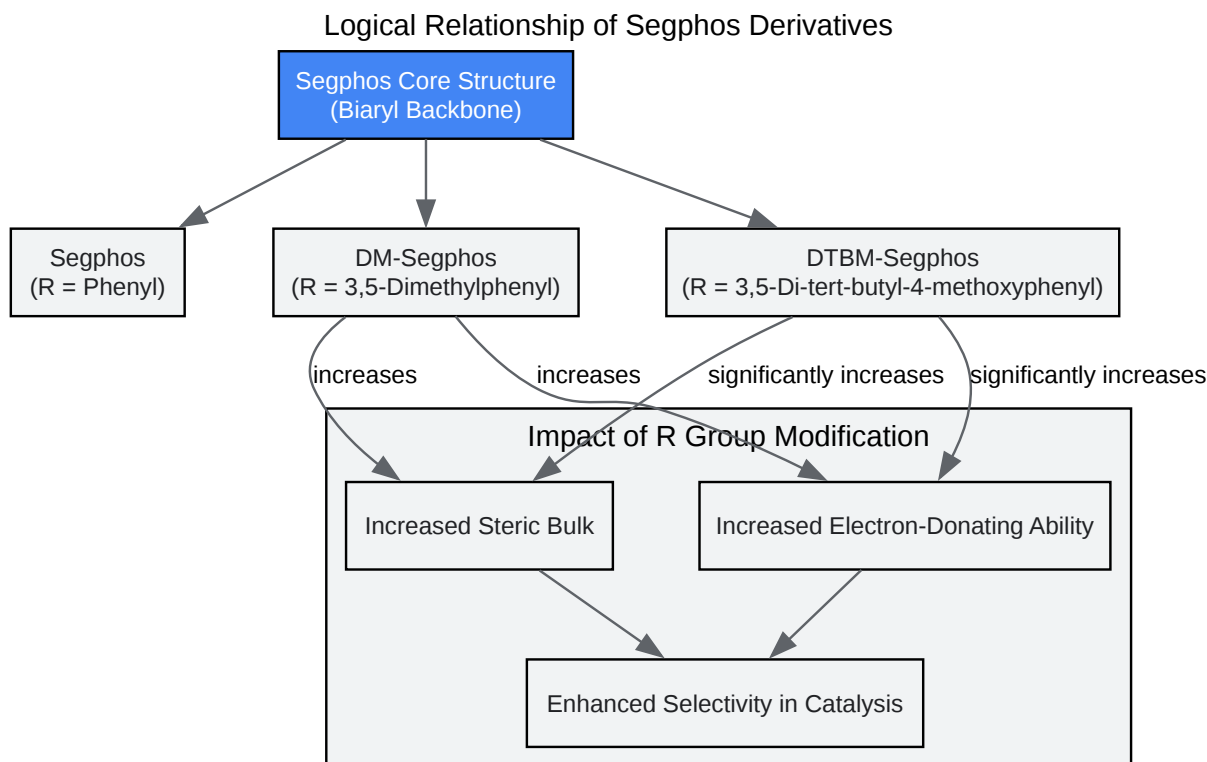 Logical Relationship of Segphos Derivatives
Segphos Core Structure
(Biaryl Backbone)
Segphos
(R = Phenyl)
DM-Segphos
(R = 3,5-Dimethylphenyl)
DTBM-Segphos
(R = 3,5-Di-tert-butyl-4-methoxyphenyl)
increases
increases
significantly increases
significantly increases
Impact of R Group Modification
Increased Steric Bulk
Increased Electron-Donating Ability
Enhanced Selectivity in Catalysis